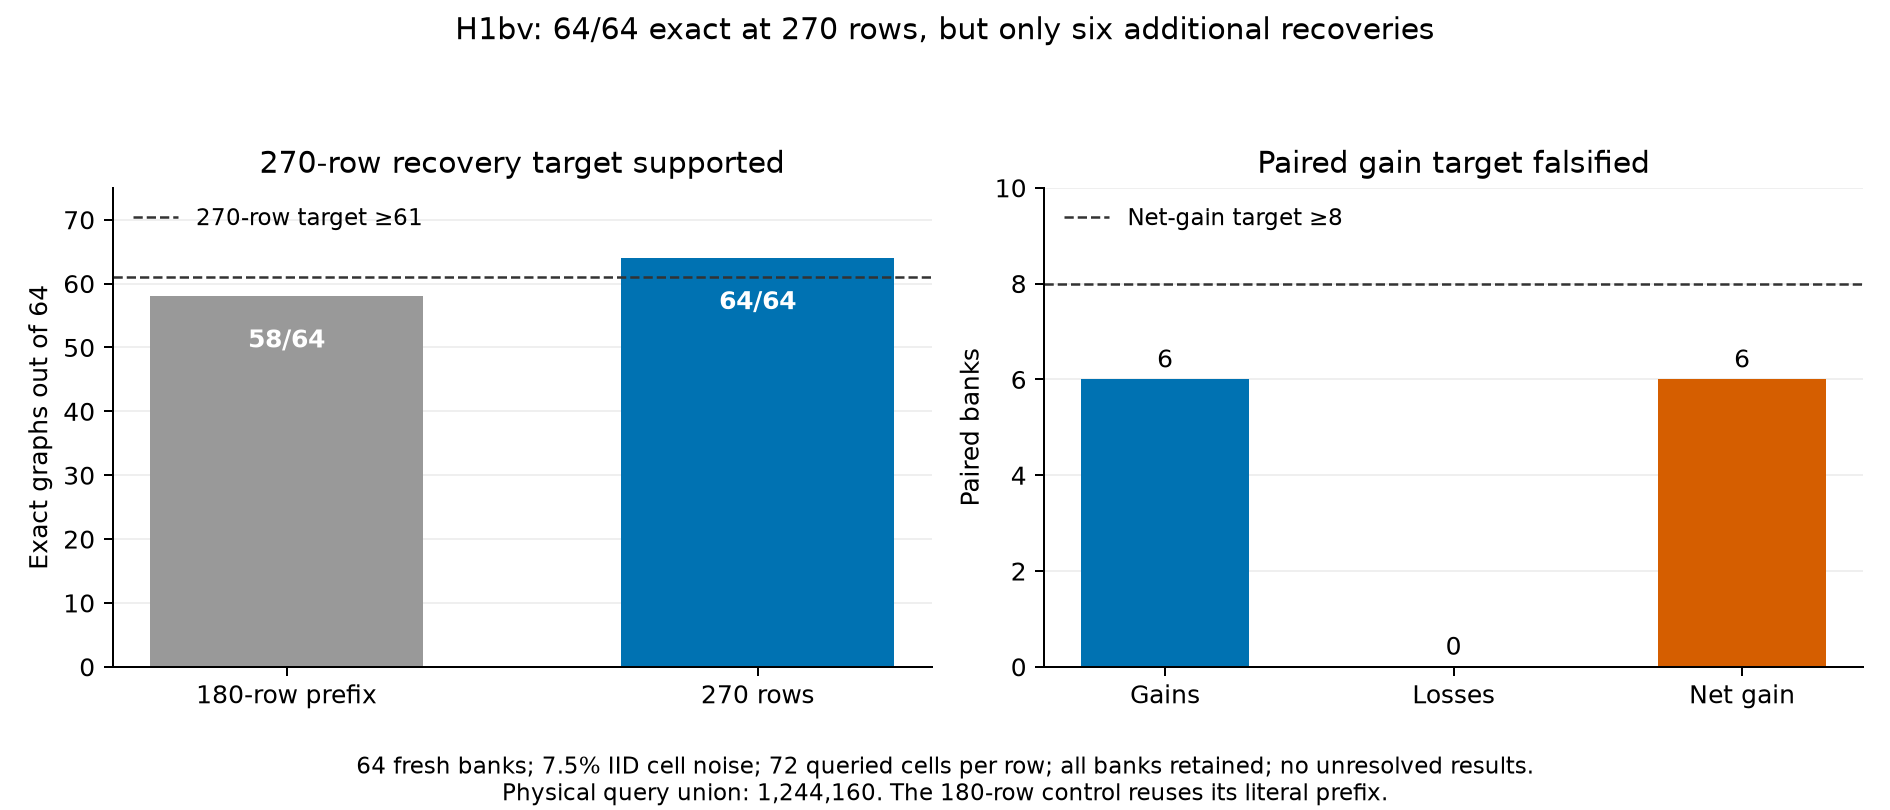 H1bv: 64/64 exact at 270 rows, but only six additional recoveries
270-row recovery target supported
270-row target ≥61
Exact graphs out of 64
70
60
50
40
30
20
10
0
58/64
64/64
180-row prefix
270 rows
Paired gain target falsified
Net-gain target ≥8
Paired banks
10
8
6
4
2
0
6
0
6
Gains
Losses
Net gain
64 fresh banks; 7.5% IID cell noise; 72 queried cells per row; all banks retained; no unresolved results.
Physical query union: 1,244,160. The 180-row control reuses its literal prefix.